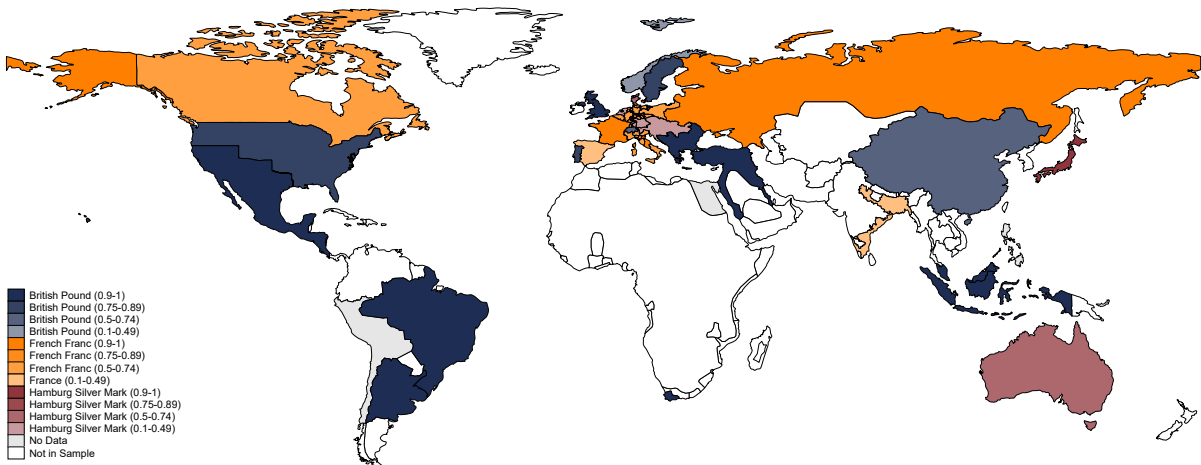 British Pound (0.9-1)
British Pound (0.75-0.89)
British Pound (0.5-0.74)
British Pound (0.1-0.49)
French Franc (0.9-1)
French Franc (0.75-0.89)
French Franc (0.5-0.74)
France (0.1-0.49)
Hamburg Silver Mark (0.9-1)
Hamburg Silver Mark (0.75-0.89)
Hamburg Silver Mark (0.5-0.74)
Hamburg Silver Mark (0.1-0.49)
No Data
Not in Sample